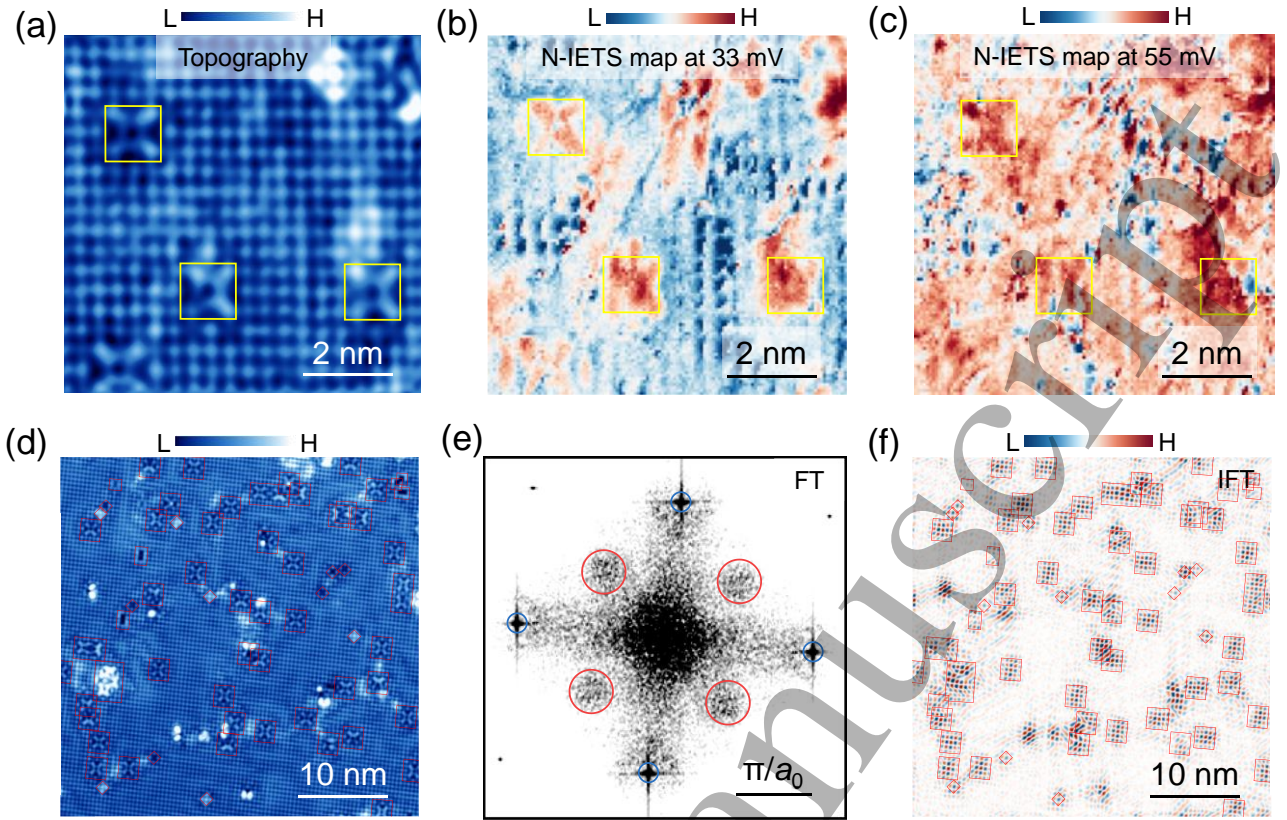 L H
(a)
Topography
2 nm
L H
(b)
N-IETS map at 33 mV
2 nm
L H
(c)
N-IETS map at 55 mV
2 nm
L H
(d)
10 nm
(e)
FT
π/a₀
L H
(f)
IFT
10 nm
anuscript